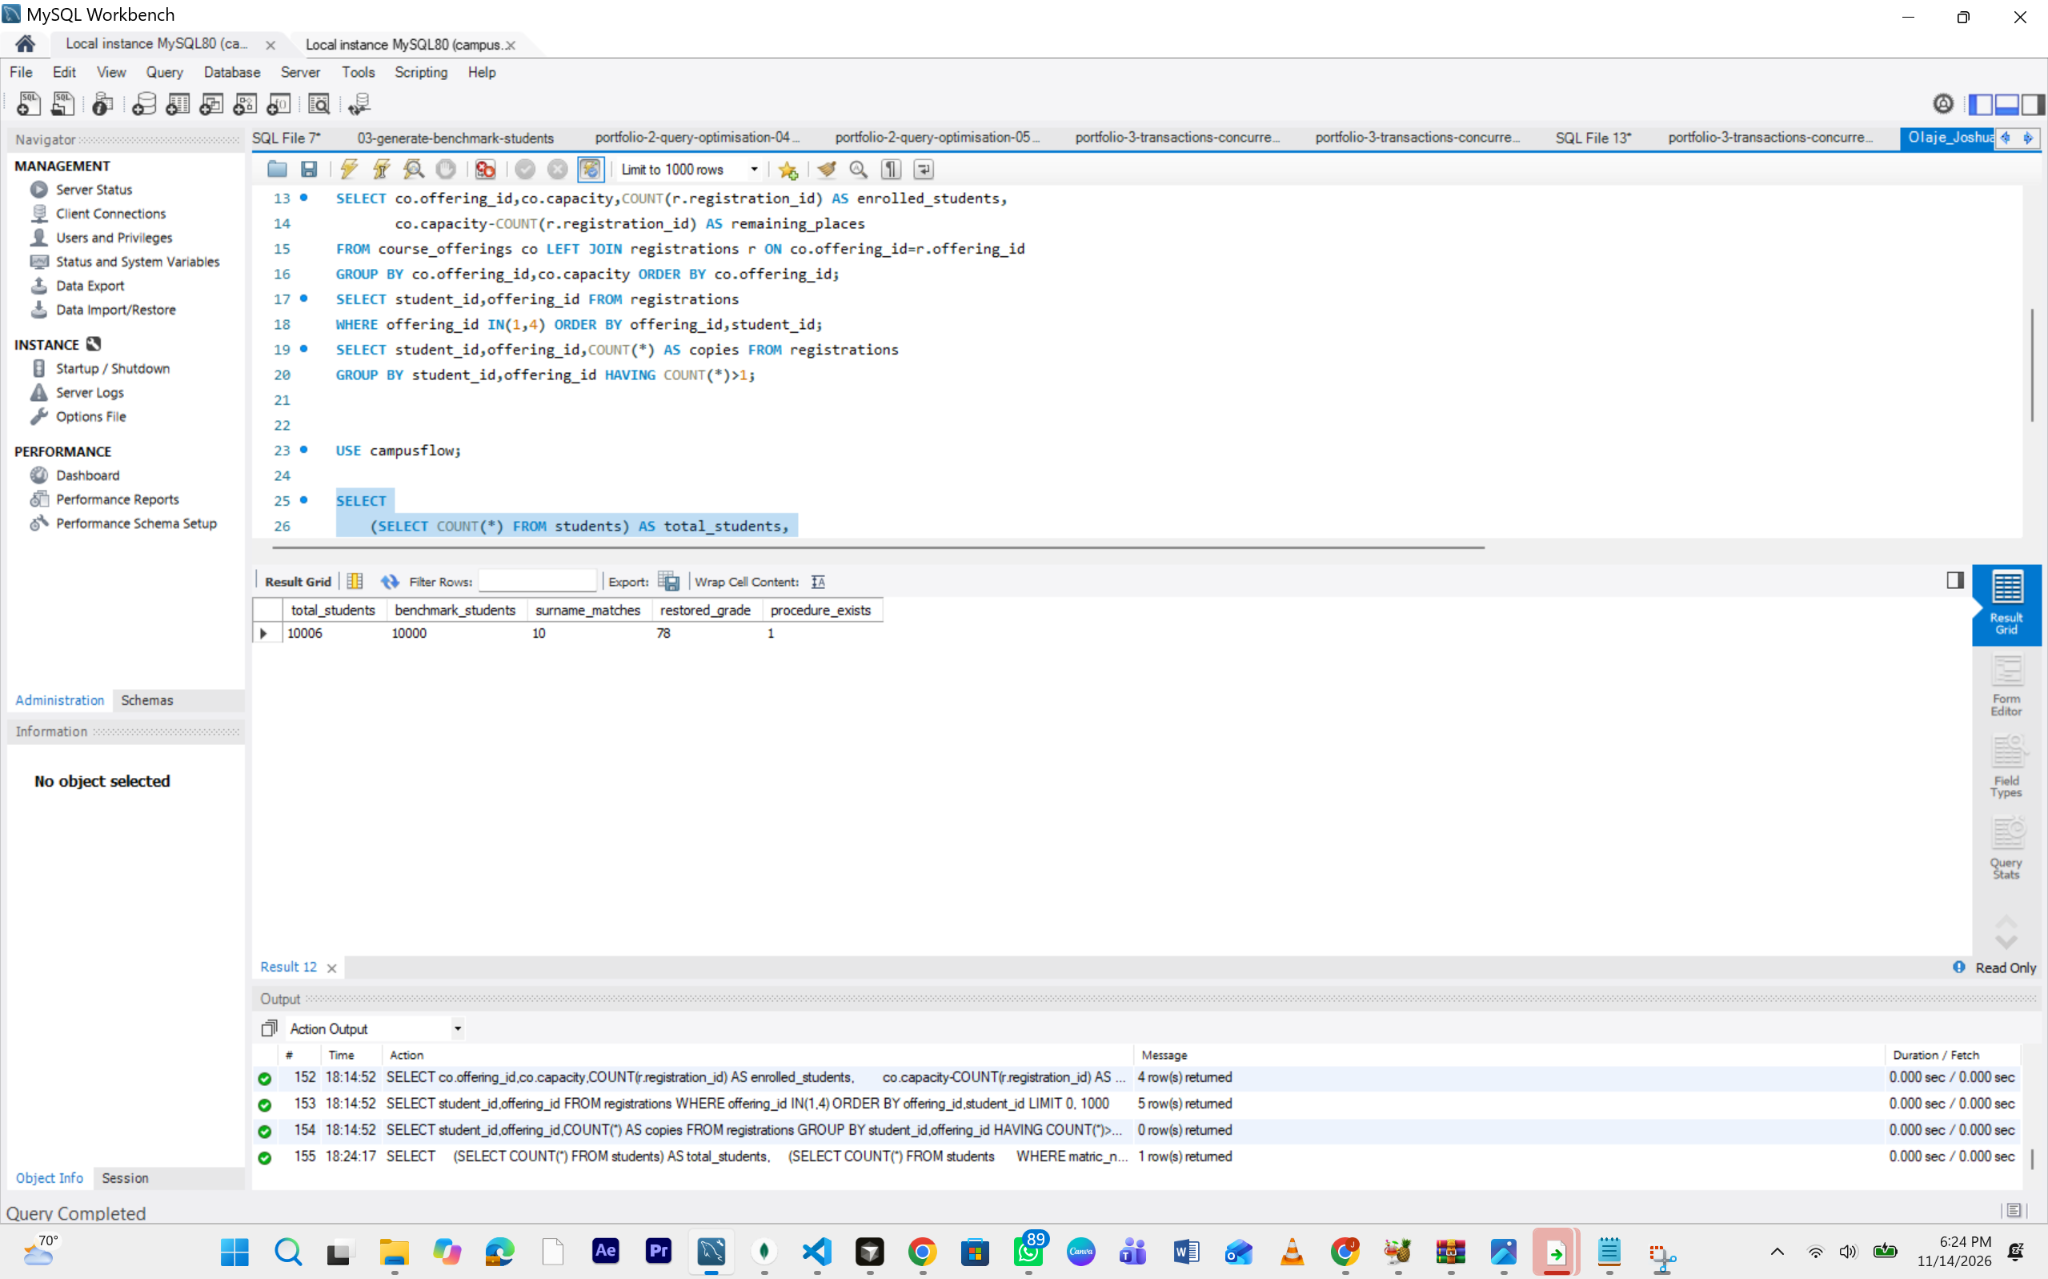 MySQL Workbench
Local instance MySQL80 (ca...
Local instance MySQL80 (campus.
File Edit View Query Database Server Tools Scripting Help
Navigator
MANAGEMENT
Server Status
Client Connections
Users and Privileges
Status and System Variables
Data Export
Data Import/Restore
INSTANCE
Startup / Shutdown
Server Logs
Options File
PERFORMANCE
Dashboard
Performance Reports
Performance Schema Setup
Administration Schemas
Information
No object selected
Object Info Session
SQL File 7* 03-generate-benchmark-students portfolio-2-query-optimisation-04... portfolio-2-query-optimisation-05... portfolio-3-transactions-concurre... portfolio-3-transactions-concurre... SQL File 13* portfolio-3-transactions-concurre... Olaje_Joshua
Limit to 1000 rows
13 SELECT co.offering_id,co.capacity,COUNT(r.registration_id) AS enrolled_students,
14 co.capacity-COUNT(r.registration_id) AS remaining_places
15 FROM course_offerings co LEFT JOIN registrations r ON co.offering_id=r.offering_id
16 GROUP BY co.offering_id,co.capacity ORDER BY co.offering_id;
17 SELECT student_id,offering_id FROM registrations
18 WHERE offering_id IN(1,4) ORDER BY offering_id,student_id;
19 SELECT student_id,offering_id,COUNT(*) AS copies FROM registrations
20 GROUP BY student_id,offering_id HAVING COUNT(*)>1;
21
22
23 USE campusflow;
24
25 SELECT
26 (SELECT COUNT(*) FROM students) AS total_students,
Result Grid Filter Rows: Export: Wrap Cell Content:
total_students benchmark_students surname_matches restored_grade procedure_exists
10006 10000 10 78 1
Result Grid
Form Editor
Field Types
Query Stats
Result 12
Read Only
Output
Action Output
# Time Action Message Duration / Fetch
152 18:14:52 SELECT co.offering_id,co.capacity,COUNT(r.registration_id) AS enrolled_students, co.capacity-COUNT(r.registration_id) AS ... 4 row(s) returned 0.000 sec / 0.000 sec
153 18:14:52 SELECT student_id,offering_id FROM registrations WHERE offering_id IN(1,4) ORDER BY offering_id,student_id LIMIT 0, 1000 5 row(s) returned 0.000 sec / 0.000 sec
154 18:14:52 SELECT student_id,offering_id,COUNT(*) AS copies FROM registrations GROUP BY student_id,offering_id HAVING COUNT(*)>... 0 row(s) returned 0.000 sec / 0.000 sec
155 18:24:17 SELECT (SELECT COUNT(*) FROM students) AS total_students, (SELECT COUNT(*) FROM students WHERE matric_n... 1 row(s) returned 0.000 sec / 0.000 sec
Query Completed
70°
Ae
Pr
89
Canva
6:24 PM
11/14/2026